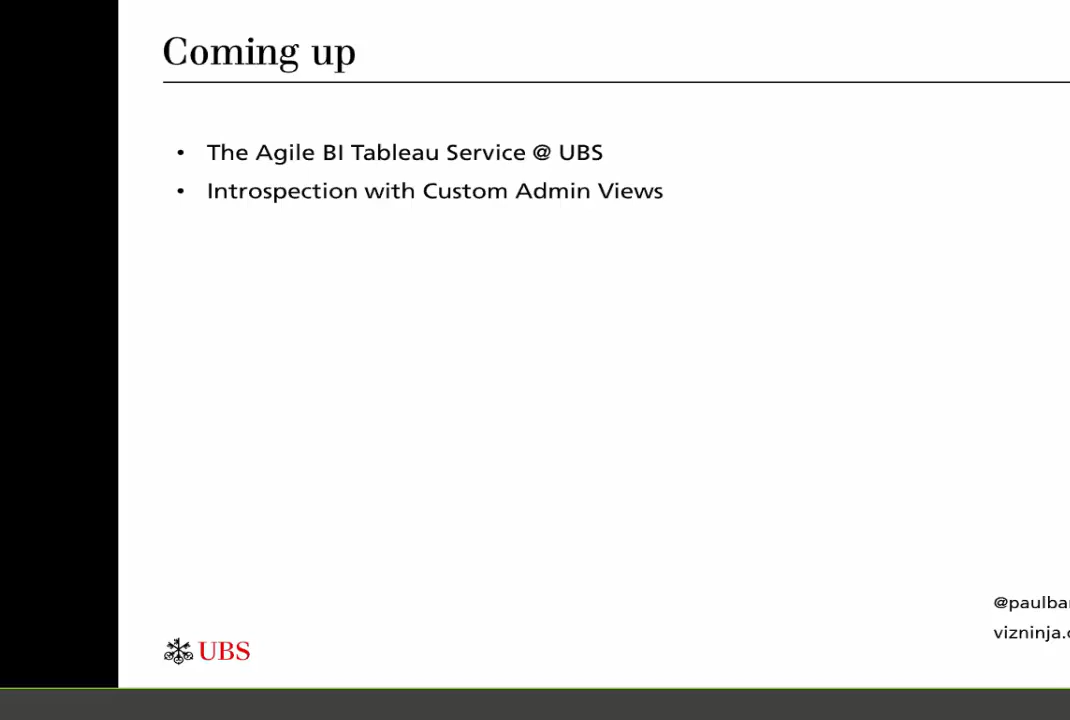 Coming up
• The Agile BI Tableau Service @ UBS
• Introspection with Custom Admin Views
UBS